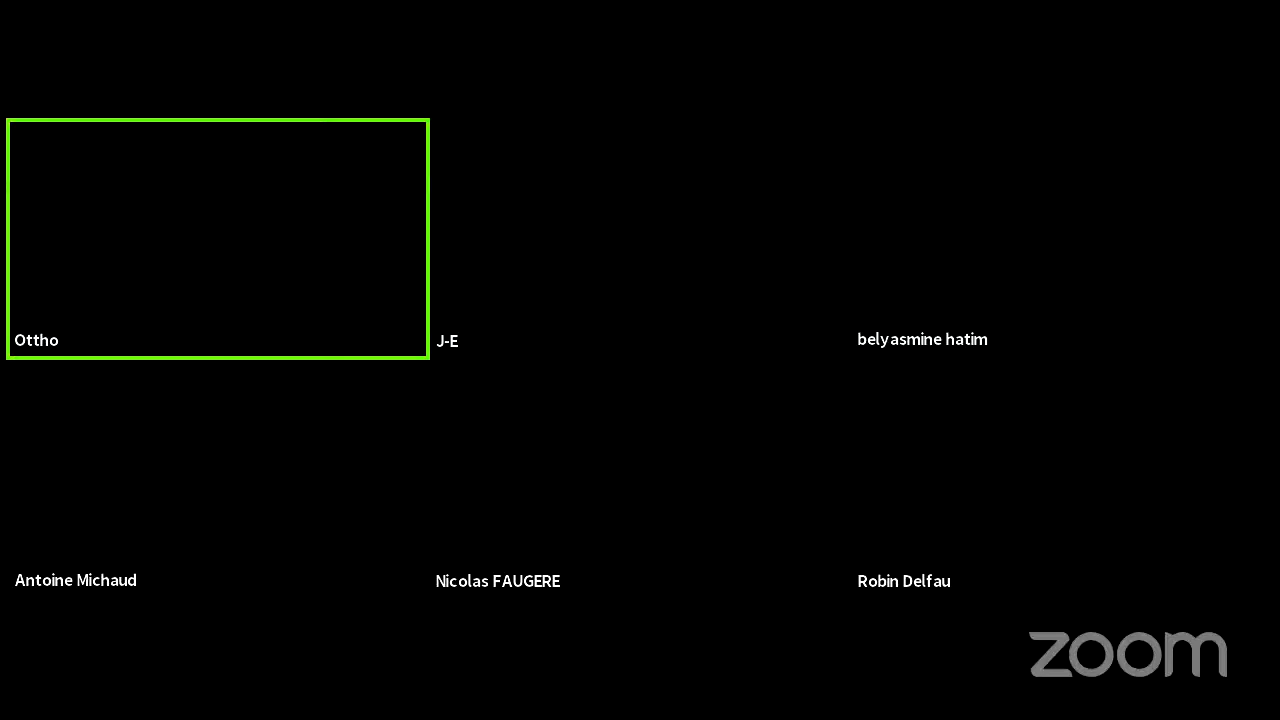 Ottho
J-E
belyasmine hatim
Antoine Michaud
Nicolas FAUGERE
Robin Delfau
zoom